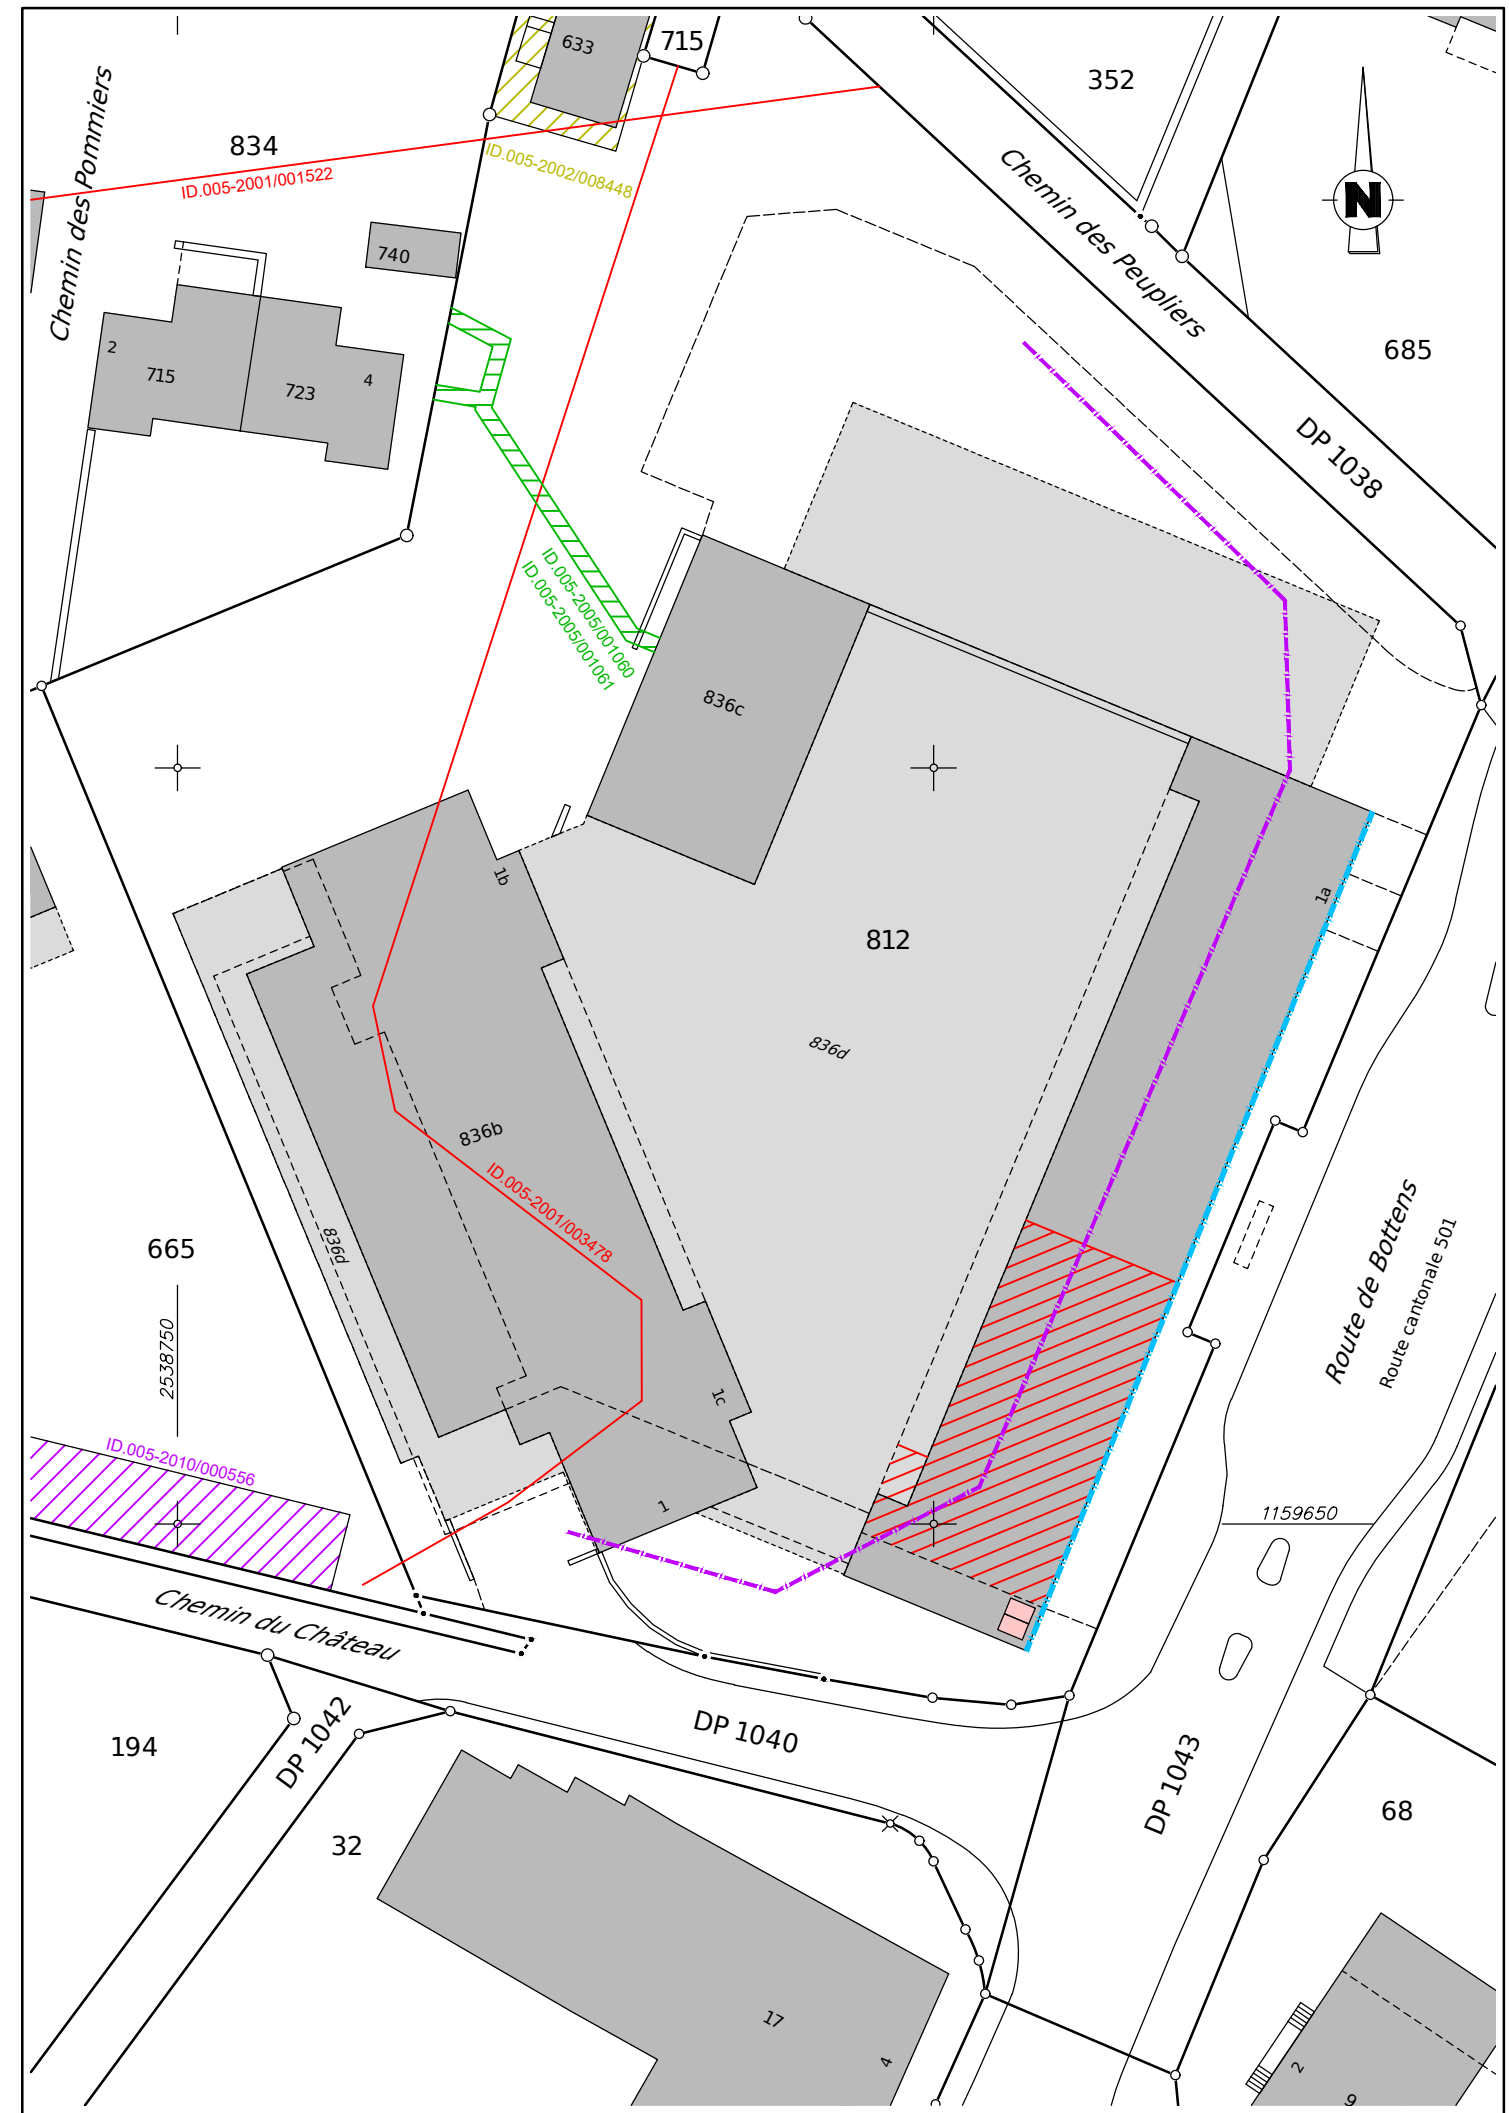 633
715
352
Chemin des Pommiers
834
ID.005-2001/001522
ID.005-2002/008448
Chemin des Peupliers
N
740
2
715
723
4
685
DP 1038
ID.005-2005/001060
ID.005-2005/001061
836c
1b
1a
812
836d
836b
ID.005-2001/003478
836d
665
2538750
1c
Route de Bottens
Route cantonale 501
ID.005-2010/000556
1
1159650
Chemin du Château
DP 1042
DP 1040
DP 1043
194
32
68
17
4
2
9